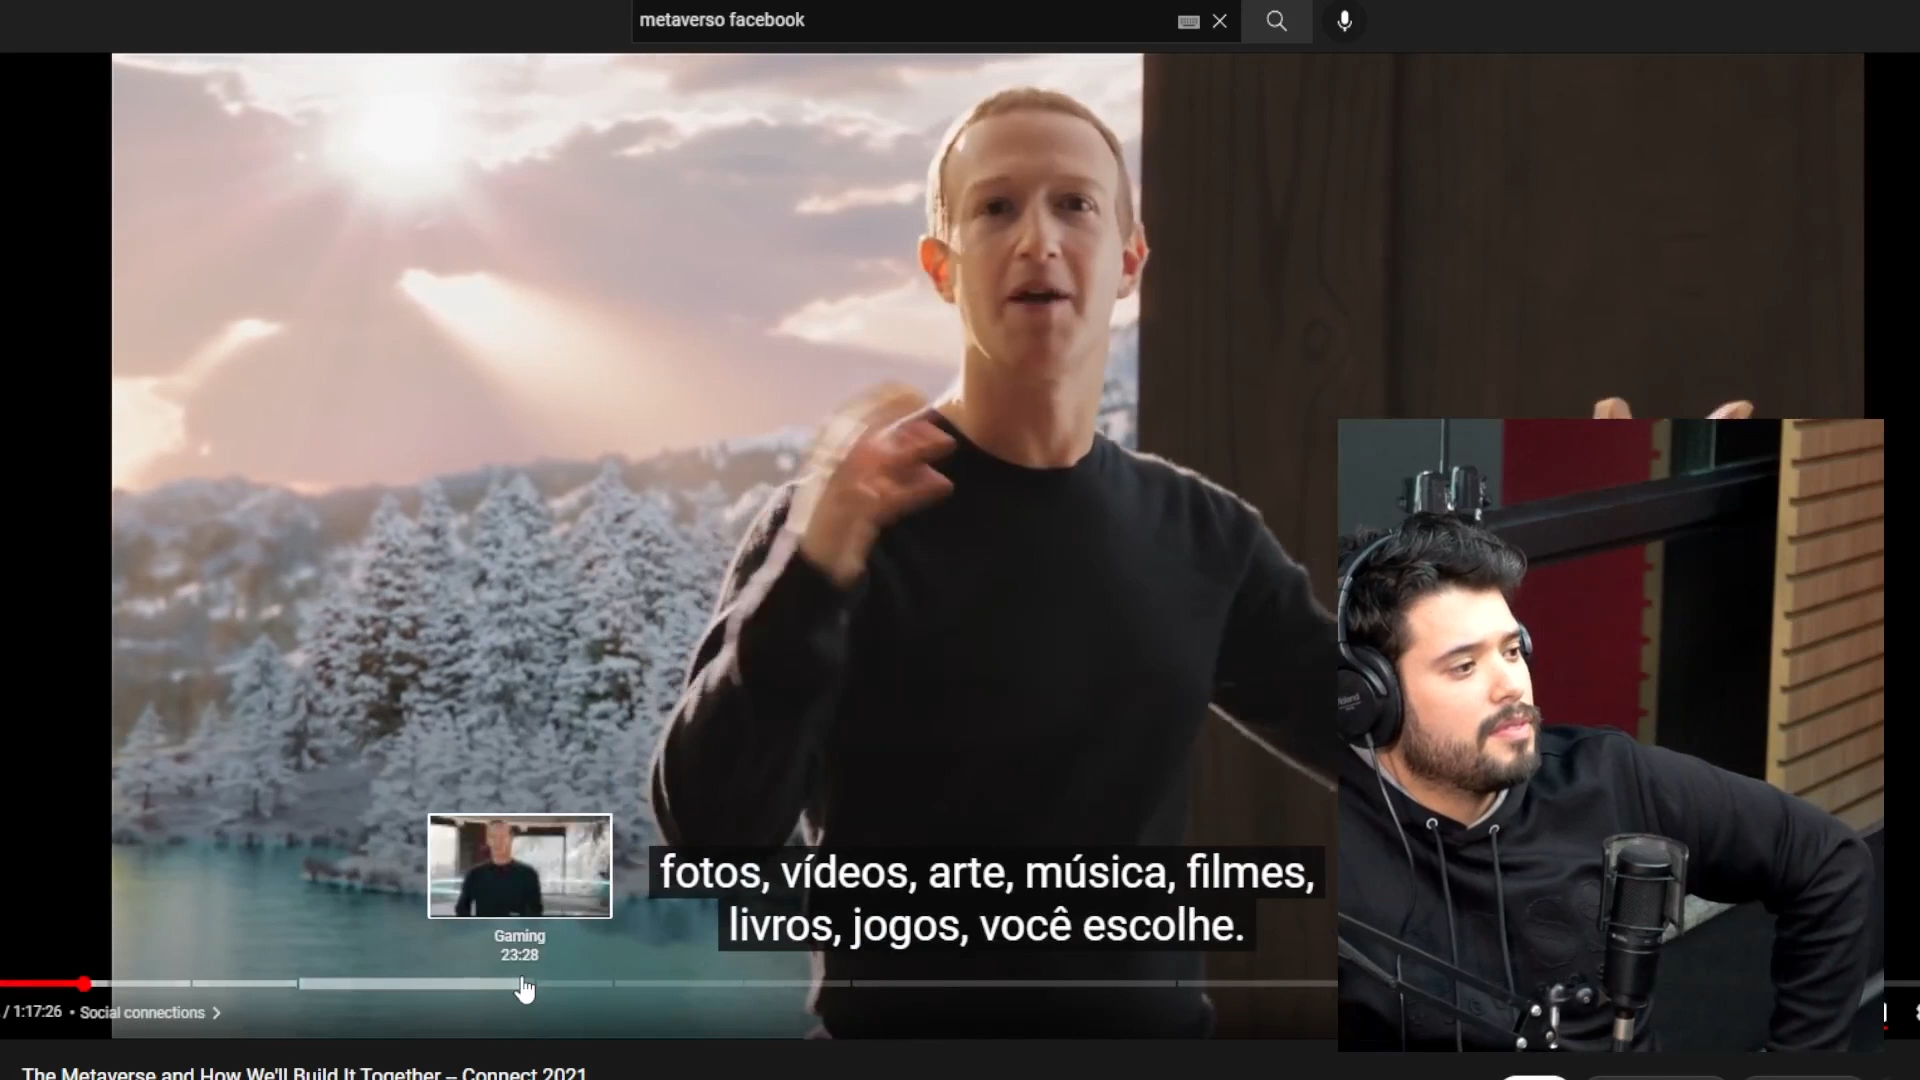 metaverso facebook
fotos, vídeos, arte, música, filmes,
livros, jogos, você escolhe.
Gaming
23:28
/ 1:17:26 • Social connections
The Metaverse and How We'll Build It Together – Connect 2021